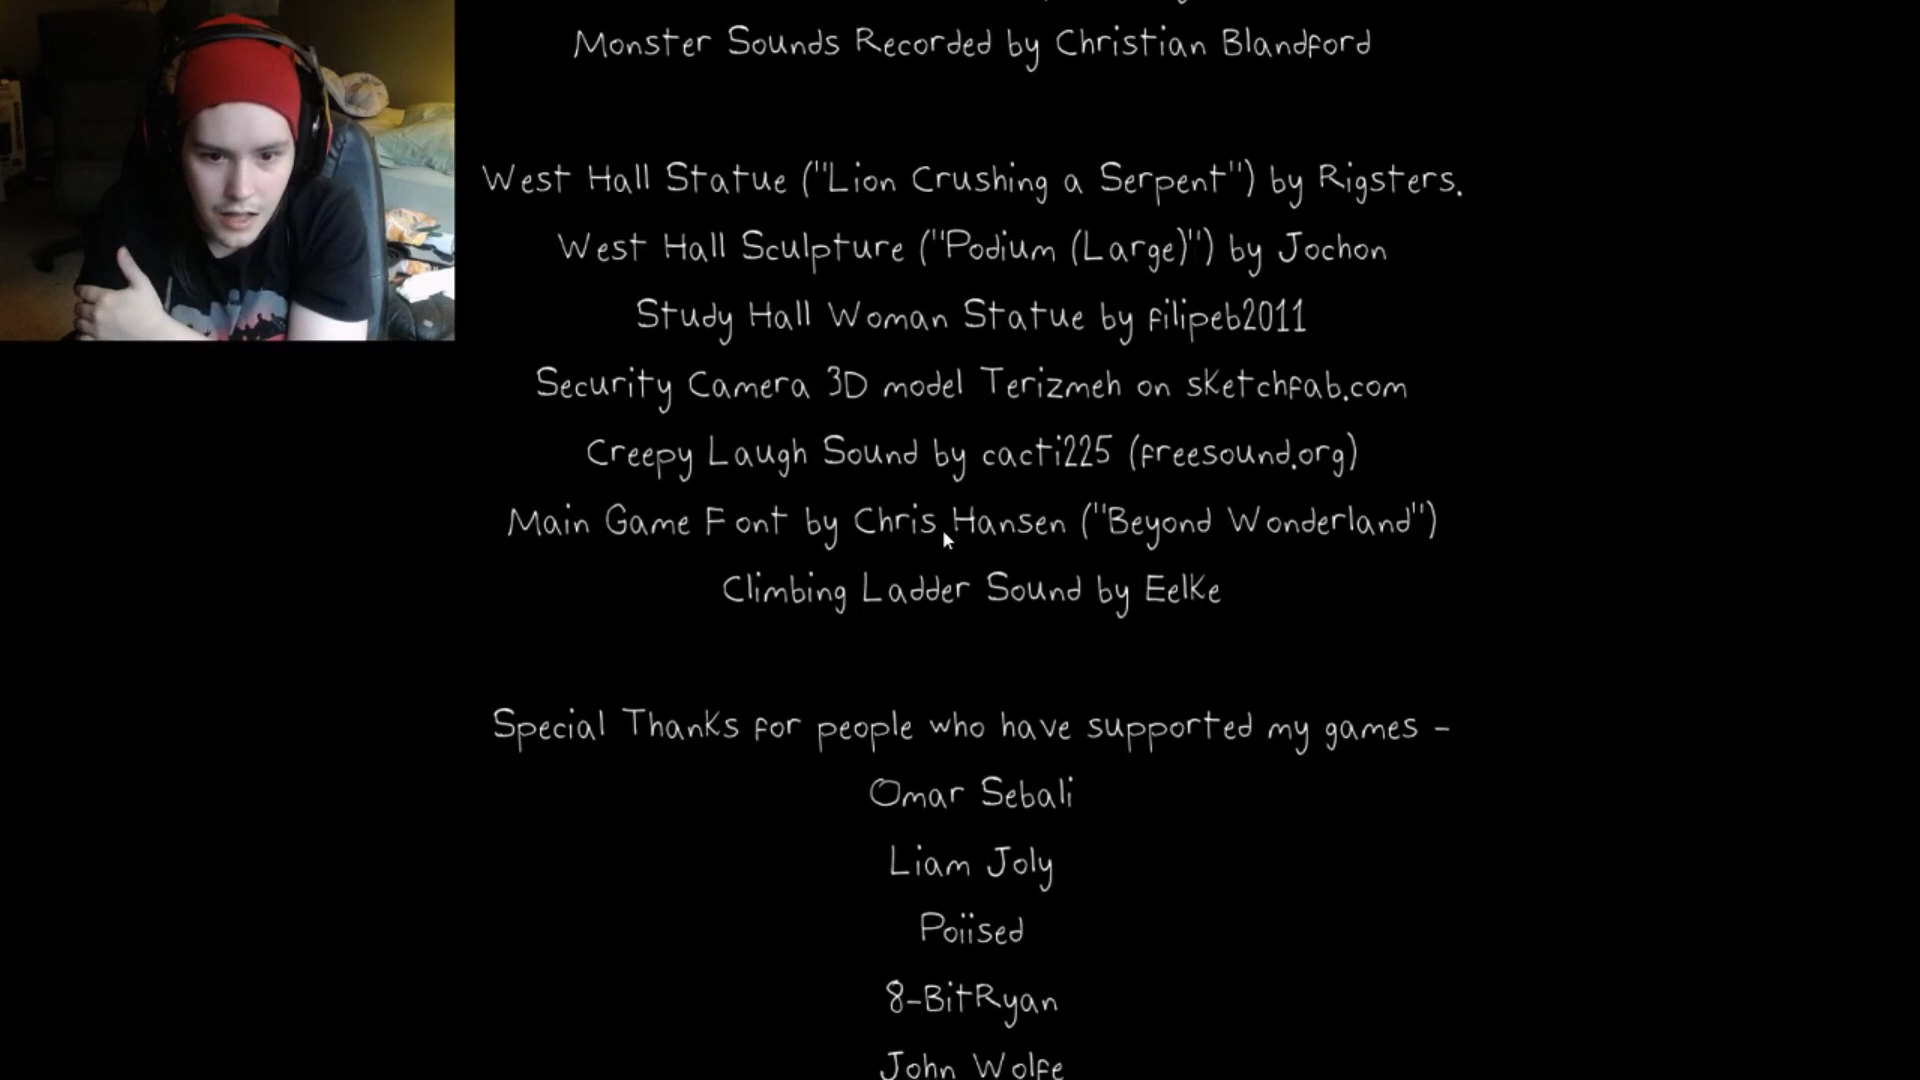 Monster Sounds Recorded by Christian Blandford
West Hall Statue ("Lion Crushing a Serpent") by Rigsters.
West Hall Sculpture ("Podium (Large)") by Jochon
Study Hall Woman Statue by filipeb2011
Security Camera 3D model Terizmeh on sketchfab.com
Creepy Laugh Sound by cacti225 (freesound.org)
Main Game Font by Chris Hansen ("Beyond Wonderland")
Climbing Ladder Sound by Eelke
Special Thanks for people who have supported my games -
Omar Sebali
Liam Joly
Poiised
8-BitRyan
John Wolfe